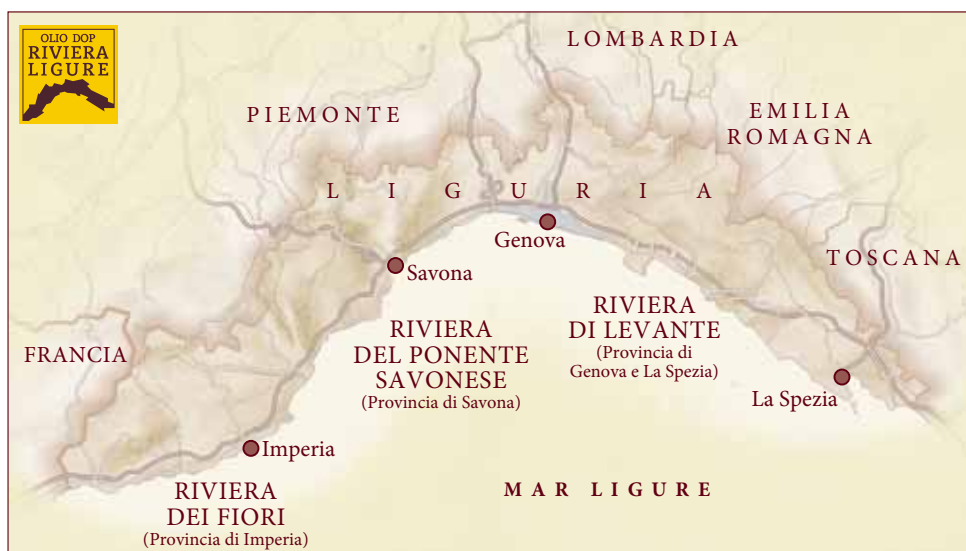 OLIO DOP
RIVIERA
LIGURE
LOMBARDIA
PIEMONTE
EMILIA
ROMAGNA
LIGURIA
Genova
Savona
TOSCANA
FRANCIA
RIVIERA
DEL PONENTE
SAVONESE
(Provincia di Savona)
RIVIERA
DI LEVANTE
(Provincia di
Genova e La Spezia)
La Spezia
Imperia
RIVIERA
DEI FIORI
(Provincia di Imperia)
MAR LIGURE